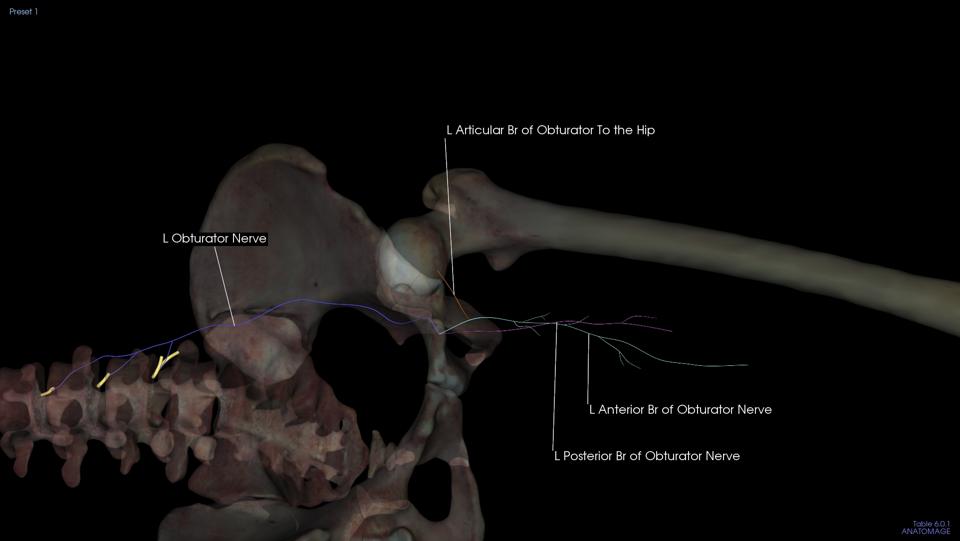 Preset 1
L Articular Br of Obturator To the Hip
L Obturator Nerve
L Anterior Br of Obturator Nerve
L Posterior Br of Obturator Nerve
Table 6.0.1
ANATOMAGE